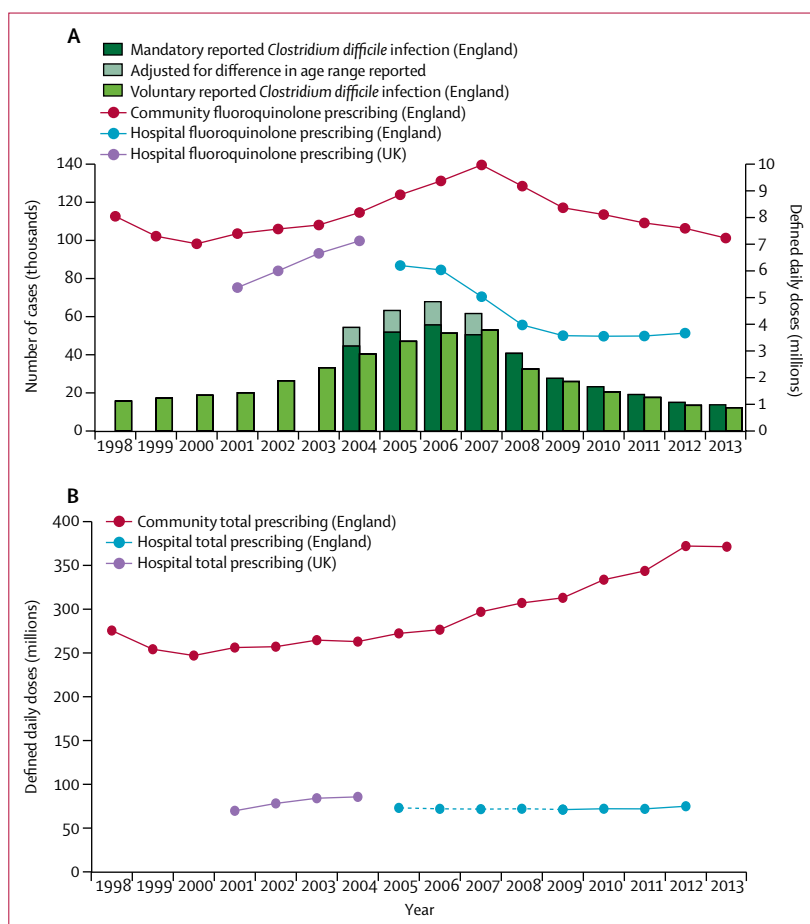 A
Mandatory reported Clostridium difficile infection (England)
Adjusted for difference in age range reported
Voluntary reported Clostridium difficile infection (England)
Community fluoroquinolone prescribing (England)
Hospital fluoroquinolone prescribing (England)
Hospital fluoroquinolone prescribing (UK)
Number of cases (thousands)
140
120
100
80
60
40
20
0
10
9
8
7
6
5
4
3
2
1
0
Defined daily doses (millions)
1998 1999 2000 2001 2002 2003 2004 2005 2006 2007 2008 2009 2010 2011 2012 2013
B
Community total prescribing (England)
Hospital total prescribing (England)
Hospital total prescribing (UK)
Defined daily doses (millions)
400
350
300
250
200
150
100
50
0
1998 1999 2000 2001 2002 2003 2004 2005 2006 2007 2008 2009 2010 2011 2012 2013
Year